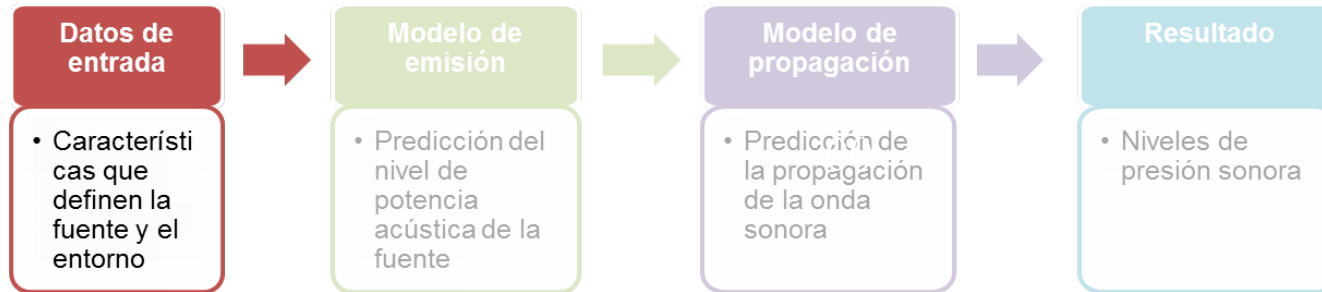 Datos de
entrada
• Característi
cas que
definen la
fuente y el
entorno
Modelo de
emisión
• Predicción del
nivel de
potencia
acústica de la
fuente
Modelo de
propagación
• Predicción de
la propagación
de la onda
sonora
Resultado
• Niveles de
presión sonora